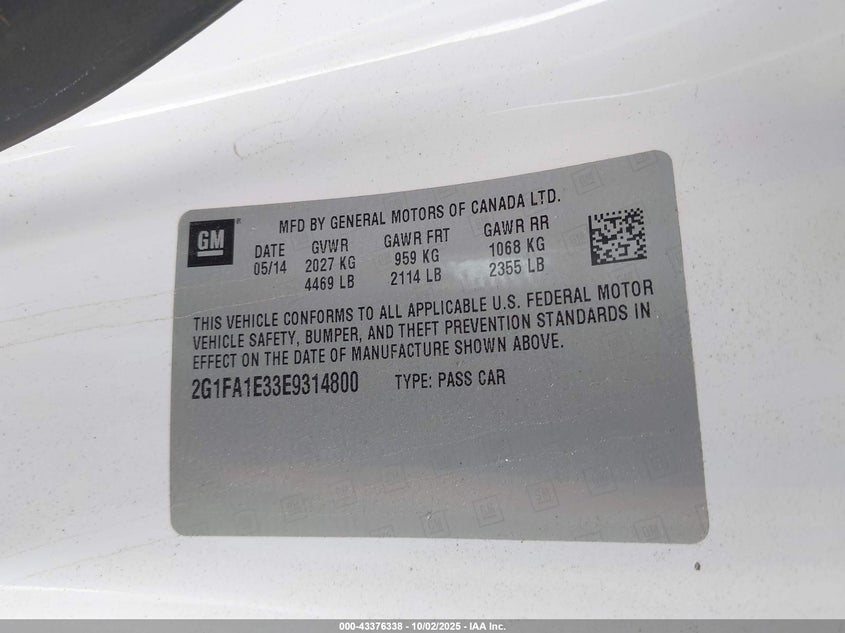 GM®
MFD BY GENERAL MOTORS OF CANADA LTD.
DATE GVWR GAWR FRT GAWR RR
05/14 2027 KG 959 KG 1068 KG
4469 LB 2114 LB 2355 LB
THIS VEHICLE CONFORMS TO ALL APPLICABLE U.S. FEDERAL MOTOR
VEHICLE SAFETY, BUMPER, AND THEFT PREVENTION STANDARDS IN
EFFECT ON THE DATE OF MANUFACTURE SHOWN ABOVE.
2G1FA1E33E9314800 TYPE: PASS CAR
000-43376338 - 10/02/2025 - IAA Inc.